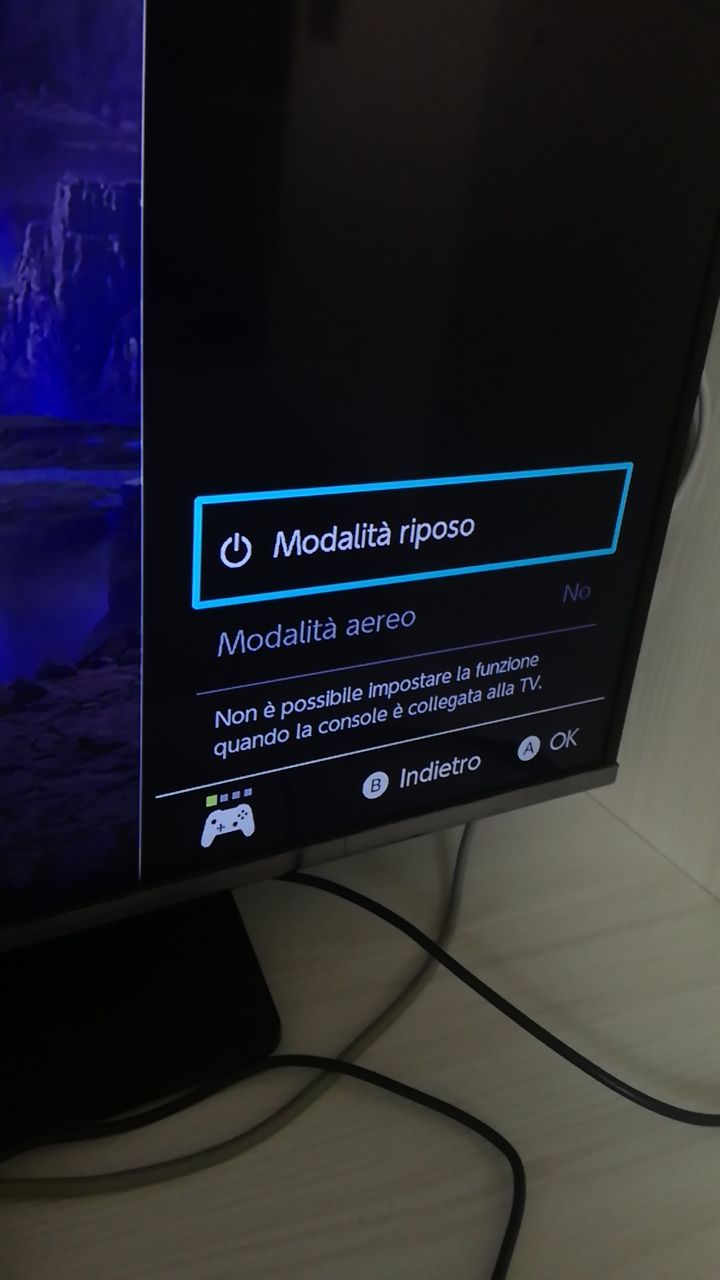 Modalità riposo
Modalità aereo No
Non è possibile impostare la funzione
quando la console è collegata alla TV.
B Indietro A OK